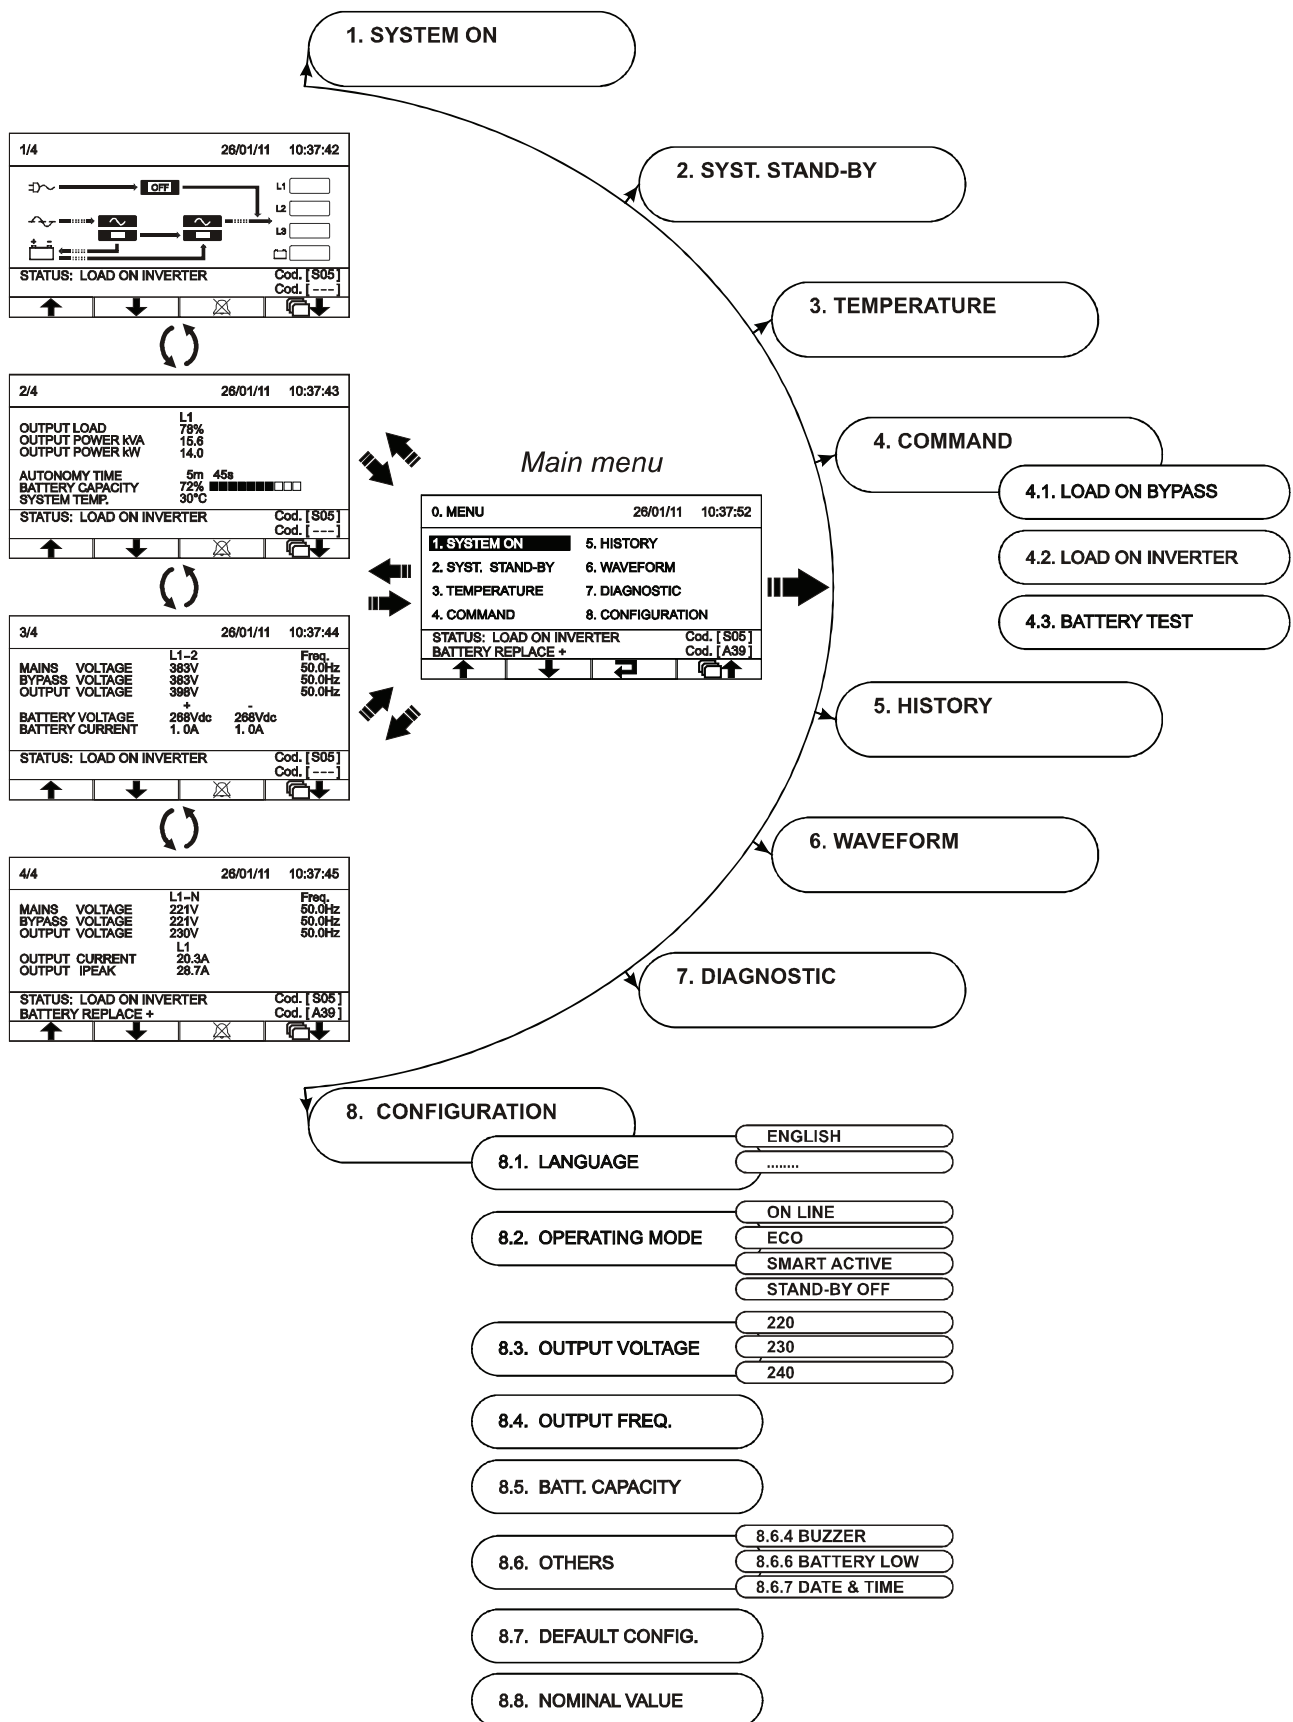 1. SYSTEM ON
2. SYST. STAND-BY
3. TEMPERATURE
4. COMMAND
4.1. LOAD ON BYPASS
4.2. LOAD ON INVERTER
4.3. BATTERY TEST
5. HISTORY
6. WAVEFORM
7. DIAGNOSTIC
1/4 26/01/11 10:37:42
OFF
L1
L2
L3
+ -
STATUS: LOAD ON INVERTER Cod. [S05]
Cod. [---]
2/4 26/01/11 10:37:43
L1
OUTPUT LOAD 78%
OUTPUT POWER kVA 15.6
OUTPUT POWER kW 14.0
AUTONOMY TIME 5m 45s
BATTERY CAPACITY 72%
SYSTEM TEMP. 30°C
STATUS: LOAD ON INVERTER Cod. [S05]
Cod. [---]
3/4 26/01/11 10:37:44
L1-2 Freq.
MAINS VOLTAGE 383V 50.0Hz
BYPASS VOLTAGE 383V 50.0Hz
OUTPUT VOLTAGE 398V 50.0Hz
+ -
BATTERY VOLTAGE 268Vdc 268Vdc
BATTERY CURRENT 1. 0A 1. 0A
STATUS: LOAD ON INVERTER Cod. [S05]
Cod. [---]
4/4 26/01/11 10:37:45
L1-N Freq.
MAINS VOLTAGE 221V 50.0Hz
BYPASS VOLTAGE 221V 50.0Hz
OUTPUT VOLTAGE 230V 50.0Hz
L1
OUTPUT CURRENT 20.3A
OUTPUT IPEAK 28.7A
STATUS: LOAD ON INVERTER Cod. [S05]
BATTERY REPLACE + Cod. [A39]
Main menu
0. MENU 26/01/11 10:37:52
1. SYSTEM ON 5. HISTORY
2. SYST. STAND-BY 6. WAVEFORM
3. TEMPERATURE 7. DIAGNOSTIC
4. COMMAND 8. CONFIGURATION
STATUS: LOAD ON INVERTER Cod. [S05]
BATTERY REPLACE + Cod. [A39]
8. CONFIGURATION
8.1. LANGUAGE
ENGLISH
........
8.2. OPERATING MODE
ON LINE
ECO
SMART ACTIVE
STAND-BY OFF
8.3. OUTPUT VOLTAGE
220
230
240
8.4. OUTPUT FREQ.
8.5. BATT. CAPACITY
8.6. OTHERS
8.6.4 BUZZER
8.6.6 BATTERY LOW
8.6.7 DATE & TIME
8.7. DEFAULT CONFIG.
8.8. NOMINAL VALUE